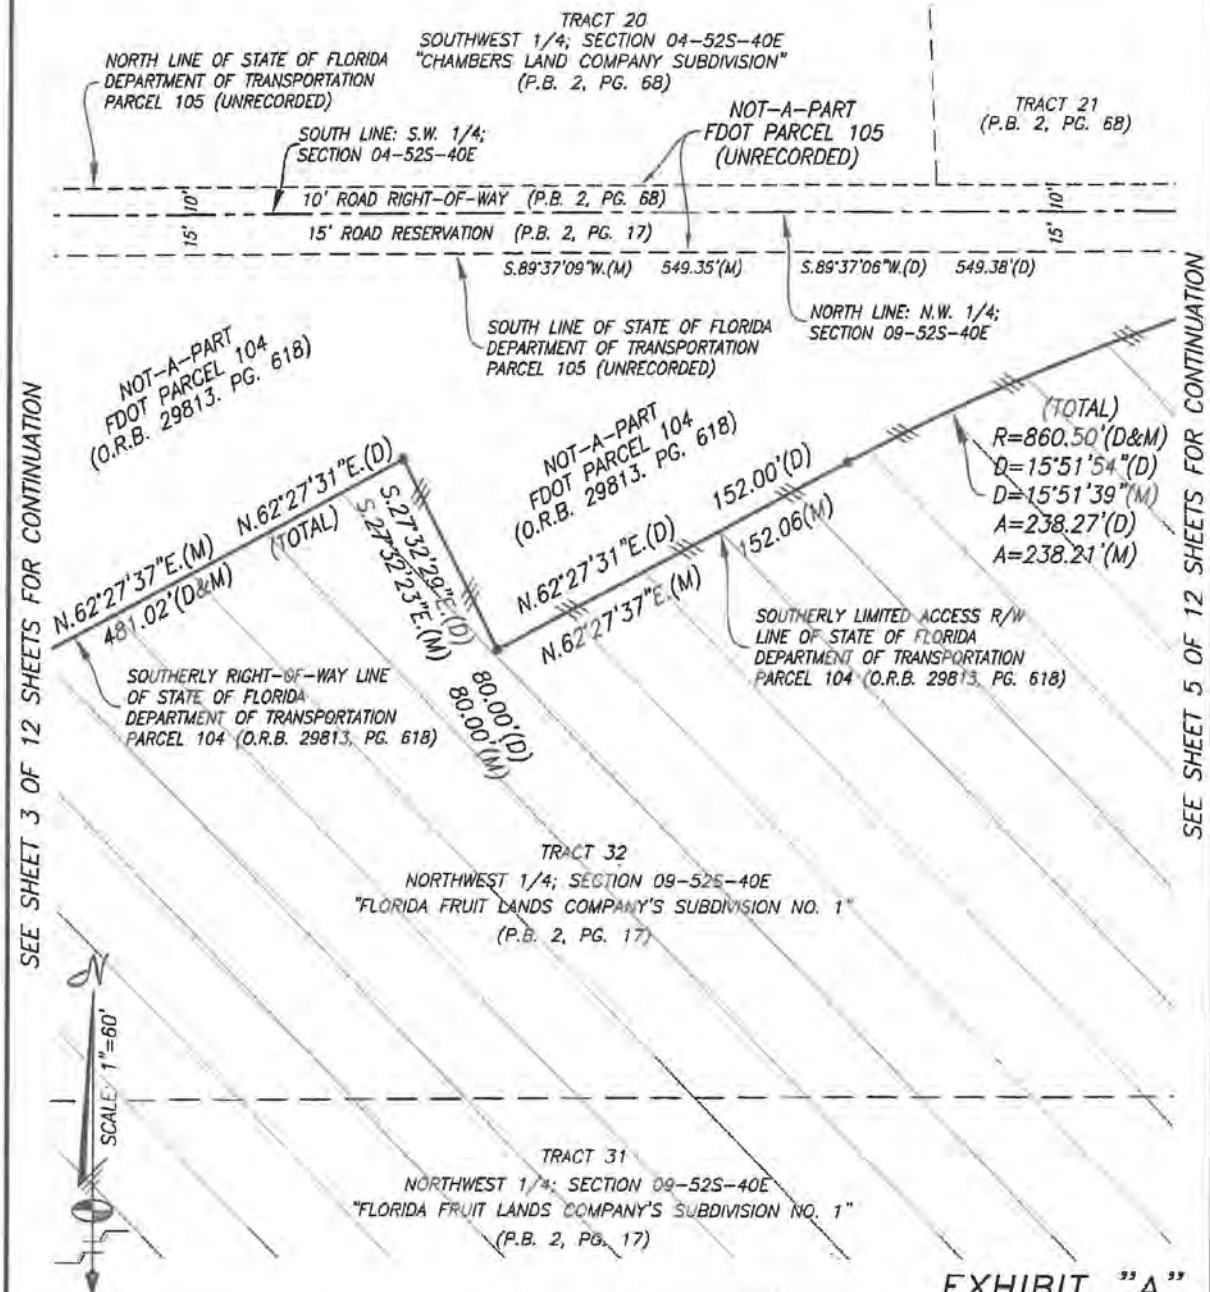 TRACT 20
SOUTHWEST 1/4; SECTION 04-52S-40E
"CHAMBERS LAND COMPANY SUBDIVISION"
(P.B. 2, PG. 68)
NORTH LINE OF STATE OF FLORIDA
DEPARTMENT OF TRANSPORTATION
PARCEL 105 (UNRECORDED)
TRACT 21
(P.B. 2, PG. 68)
NOT-A-PART
FDOT PARCEL 105
(UNRECORDED)
SOUTH LINE: S.W. 1/4;
SECTION 04-52S-40E
10'
10' ROAD RIGHT-OF-WAY (P.B. 2, PG. 68)
10'
15'
15' ROAD RESERVATION (P.B. 2, PG. 17)
15'
S.89°37'09"W.(M) 549.35'(M)
S.89°37'06"W.(D) 549.38'(D)
NORTH LINE: N.W. 1/4;
SECTION 09-52S-40E
SOUTH LINE OF STATE OF FLORIDA
DEPARTMENT OF TRANSPORTATION
PARCEL 105 (UNRECORDED)
NOT-A-PART
FDOT PARCEL 104
(O.R.B. 29813. PG. 618)
NOT-A-PART
FDOT PARCEL 104
(O.R.B. 29813. PG. 618)
SEE SHEET 3 OF 12 SHEETS FOR CONTINUATION
SEE SHEET 5 OF 12 SHEETS FOR CONTINUATION
(TOTAL)
R=860.50'(D&M)
D=15°51'54"(D)
D=15°51'39"(M)
A=238.27'(D)
A=238.21'(M)
N.62°27'37"E.(M)
N.62°27'31"E.(D)
481.02'(D&M)
(TOTAL)
S.27°32'29"E.(D)
S.27°32'23"E.(M)
80.00'(D)
80.00'(M)
N.62°27'31"E.(D)
152.00'(D)
N.62°27'37"E.(M)
152.06(M)
SOUTHERLY RIGHT-OF-WAY LINE
OF STATE OF FLORIDA
DEPARTMENT OF TRANSPORTATION
PARCEL 104 (O.R.B. 29813, PG. 618)
SOUTHERLY LIMITED ACCESS R/W
LINE OF STATE OF FLORIDA
DEPARTMENT OF TRANSPORTATION
PARCEL 104 (O.R.B. 29813, PG. 618)
TRACT 32
NORTHWEST 1/4; SECTION 09-52S-40E
"FLORIDA FRUIT LANDS COMPANY'S SUBDIVISION NO. 1"
(P.B. 2, PG. 17)
N
SCALE: 1"=60'
TRACT 31
NORTHWEST 1/4; SECTION 09-52S-40E
"FLORIDA FRUIT LANDS COMPANY'S SUBDIVISION NO. 1"
(P.B. 2, PG. 17)
EXHIBIT "A"